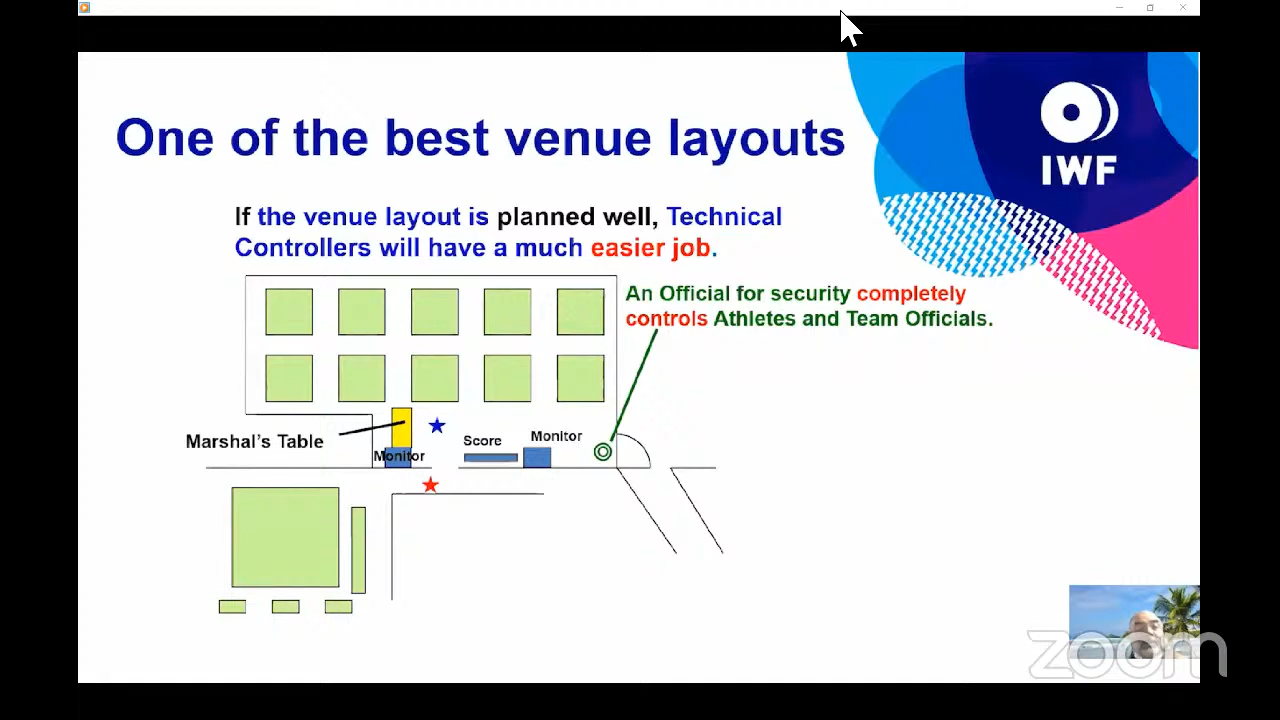 One of the best venue layouts
IWF
If the venue layout is planned well, Technical
Controllers will have a much easier job.
An Official for security completely
controls Athletes and Team Officials.
Marshal's Table
Monitor
Score
Monitor
zoom